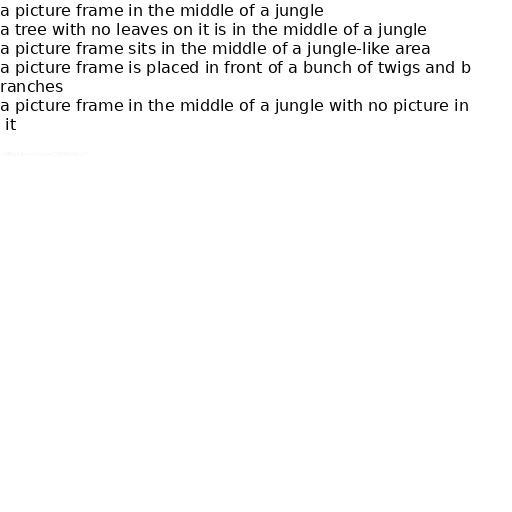 a picture frame in the middle of a jungle
a tree with no leaves on it is in the middle of a jungle
a picture frame sits in the middle of a jungle-like area
a picture frame is placed in front of a bunch of twigs and b
ranches
a picture frame in the middle of a jungle with no picture in
it